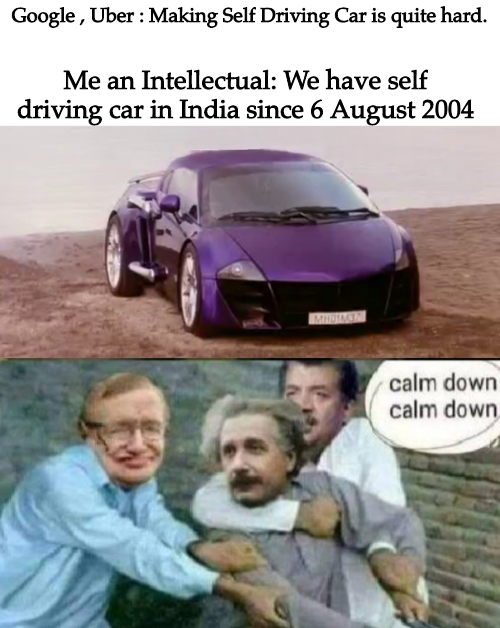 Google , Uber : Making Self Driving Car is quite hard.
Me an Intellectual: We have self
driving car in India since 6 August 2004
calm down
calm down